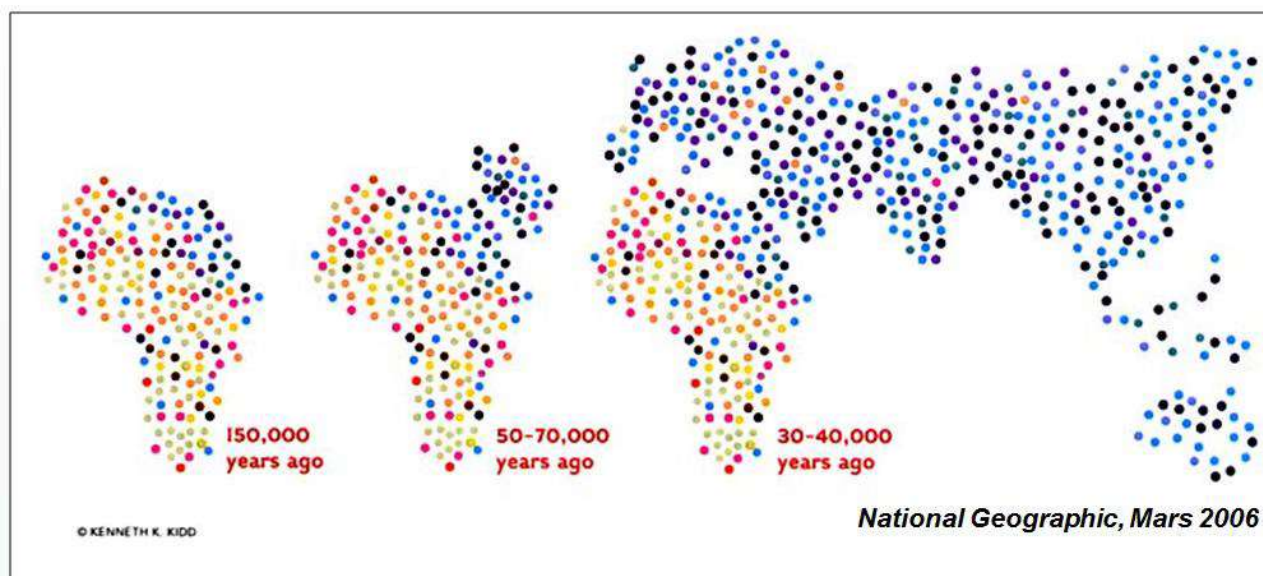 150,000
years ago
50-70,000
years ago
30-40,000
years ago
National Geographic, Mars 2006
© KENNETH K. KIDD